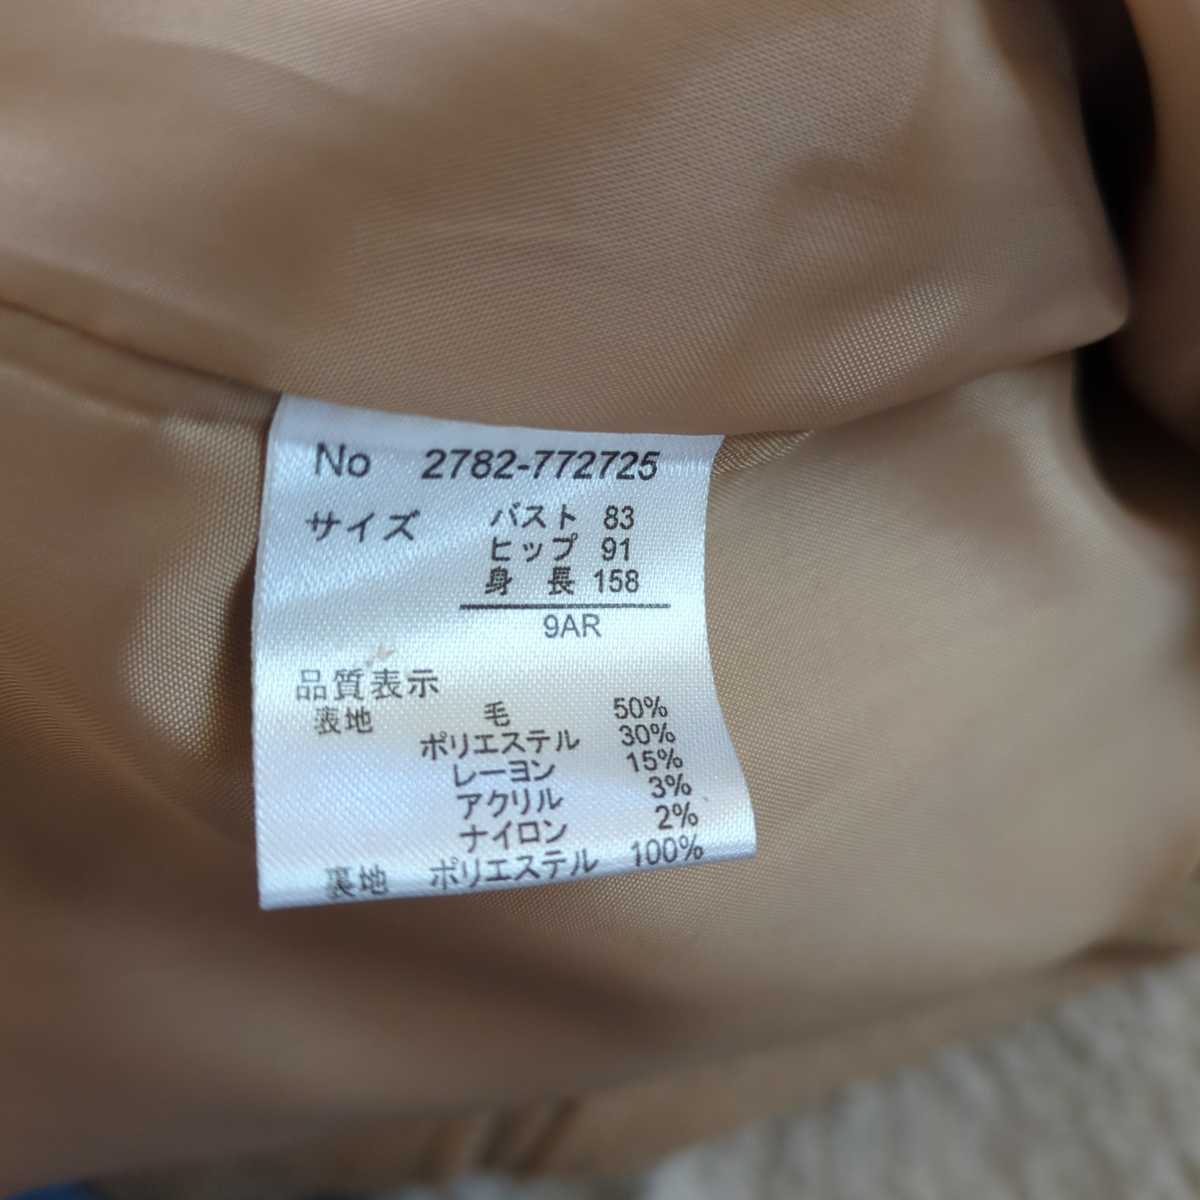 No 2782-772725
サイズ バスト 83
ヒップ 91
身 長 158
9AR
品質表示
表地 毛 50%
ポリエステル 30%
レーヨン 15%
アクリル 3%
ナイロン 2%
裏地 ポリエステル 100%